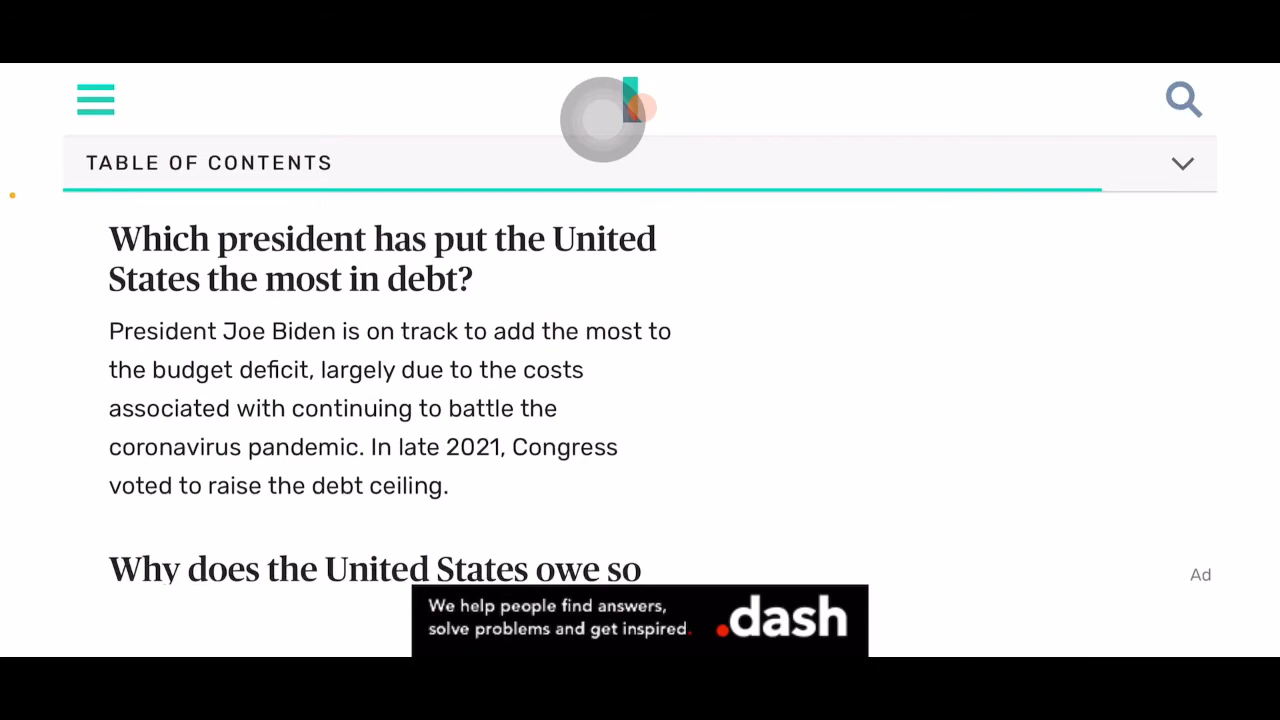 TABLE OF CONTENTS
Which president has put the United
States the most in debt?
President Joe Biden is on track to add the most to
the budget deficit, largely due to the costs
associated with continuing to battle the
coronavirus pandemic. In late 2021, Congress
voted to raise the debt ceiling.
Why does the United States owe so
Ad
We help people find answers,
solve problems and get inspired.
.dash